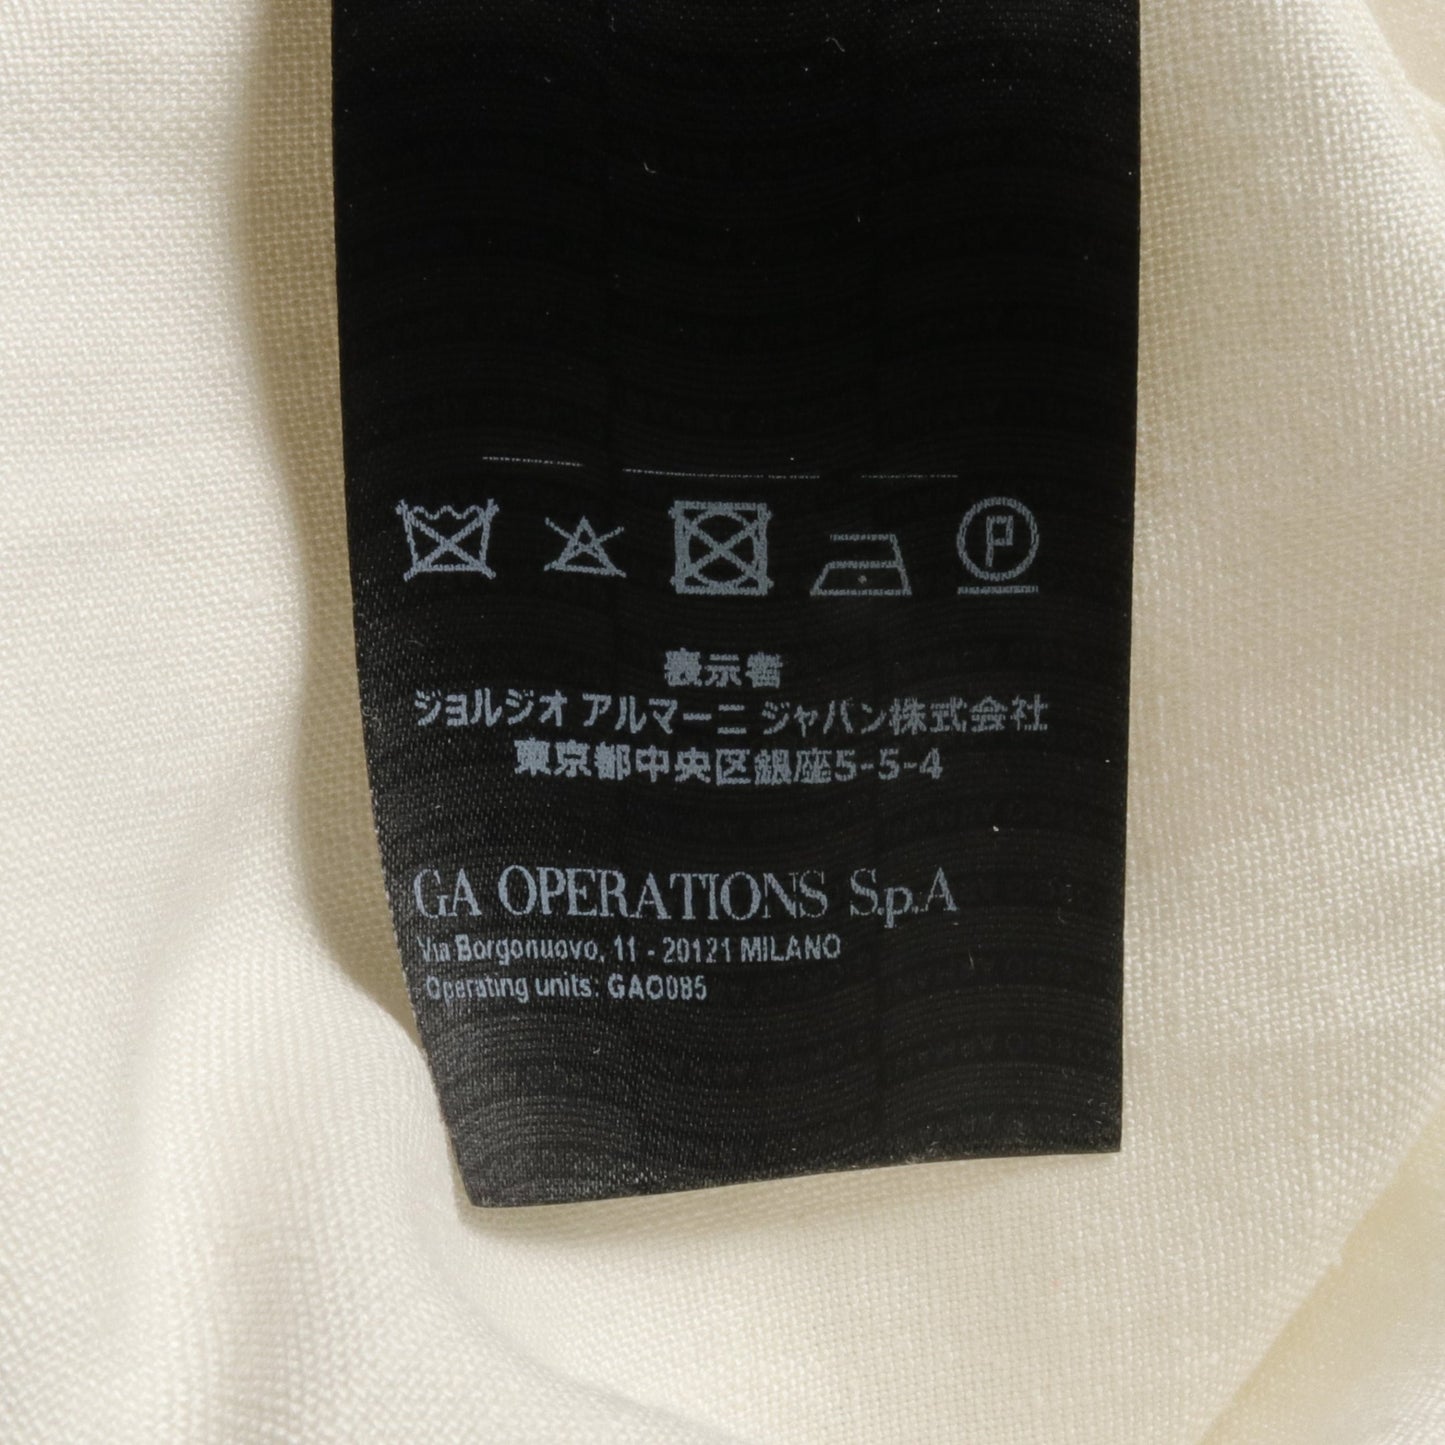 表示者
ジョルジオ アルマーニ ジャパン株式会社
東京都中央区銀座5-5-4
GA OPERATIONS S.p.A
Via Borgonuovo, 11 - 20121 MILANO
Operating units: GAO085